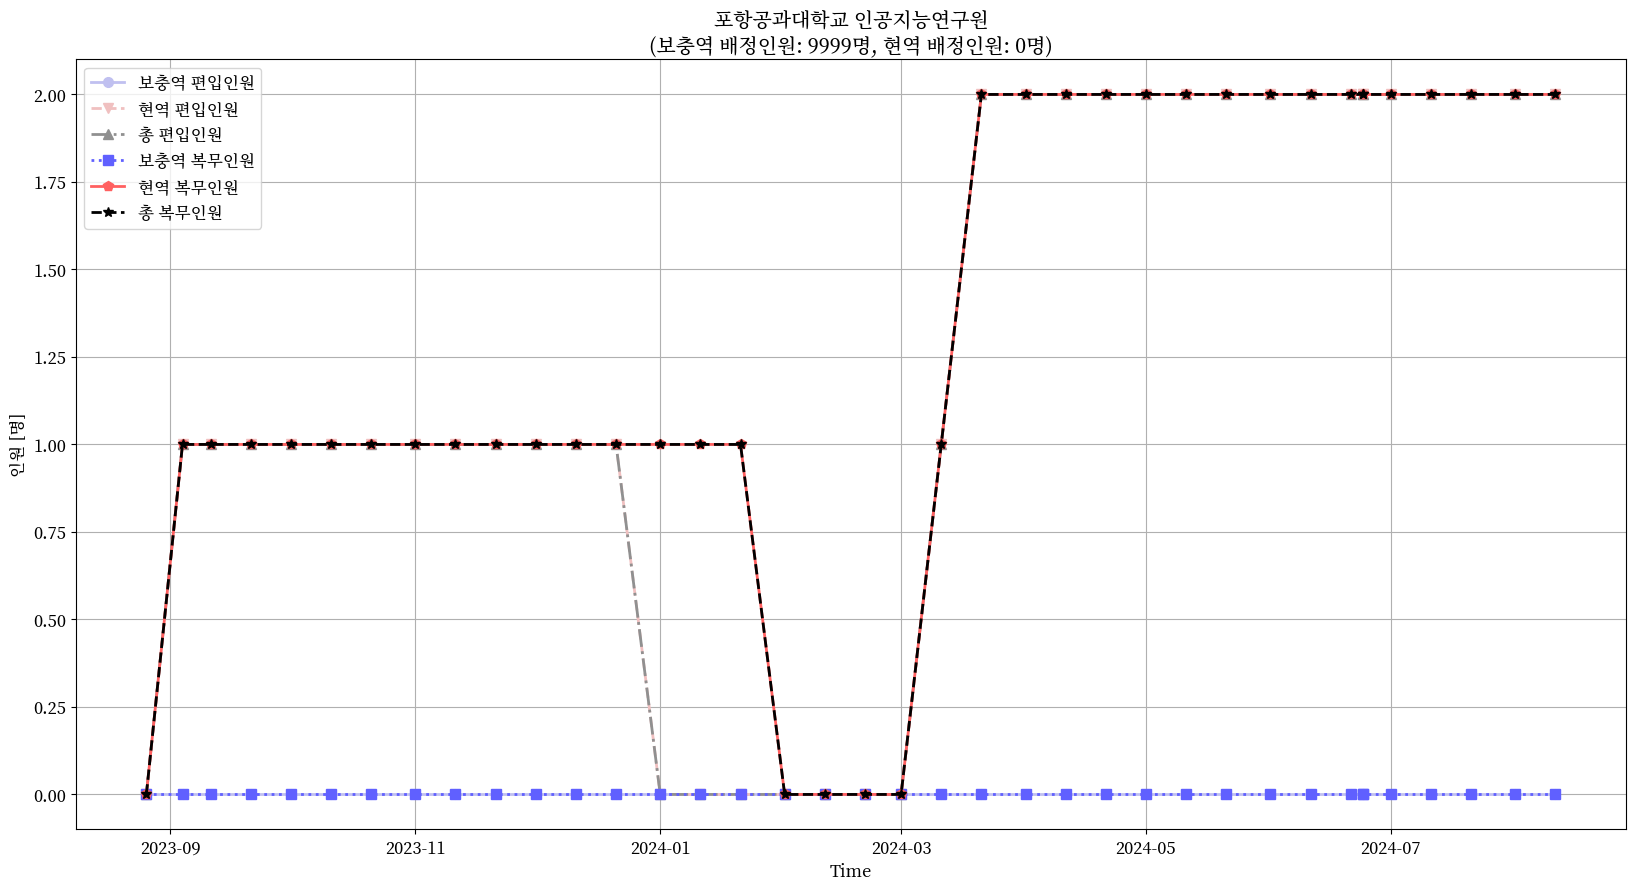 포항공과대학교 인공지능연구원
(보충역 배정인원: 9999명, 현역 배정인원: 0명)
보충역 편입인원
현역 편입인원
총 편입인원
보충역 복무인원
현역 복무인원
총 복무인원
2.00
1.75
1.50
1.25
1.00
0.75
0.50
0.25
0.00
인원 [명]
2023-09
2023-11
2024-01
2024-03
2024-05
2024-07
Time